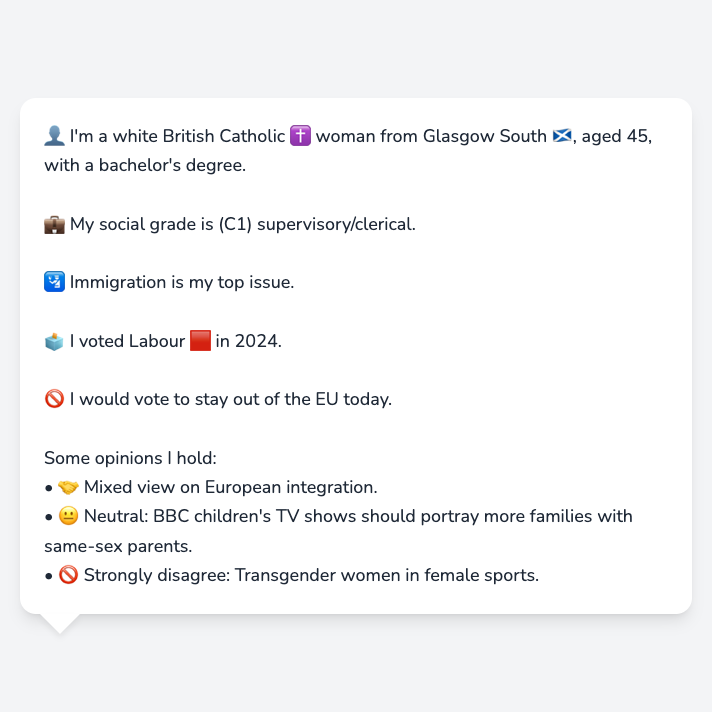 👤 I'm a white British Catholic ✝️ woman from Glasgow South 🏴󠁧󠁢󠁳󠁣󠁴󠁿, aged 45,
with a bachelor's degree.
💼 My social grade is (C1) supervisory/clerical.
🛂 Immigration is my top issue.
🗳️ I voted Labour 🟥 in 2024.
🚫 I would vote to stay out of the EU today.
Some opinions I hold:
• 🤝 Mixed view on European integration.
• 😐 Neutral: BBC children's TV shows should portray more families with
same-sex parents.
• 🚫 Strongly disagree: Transgender women in female sports.